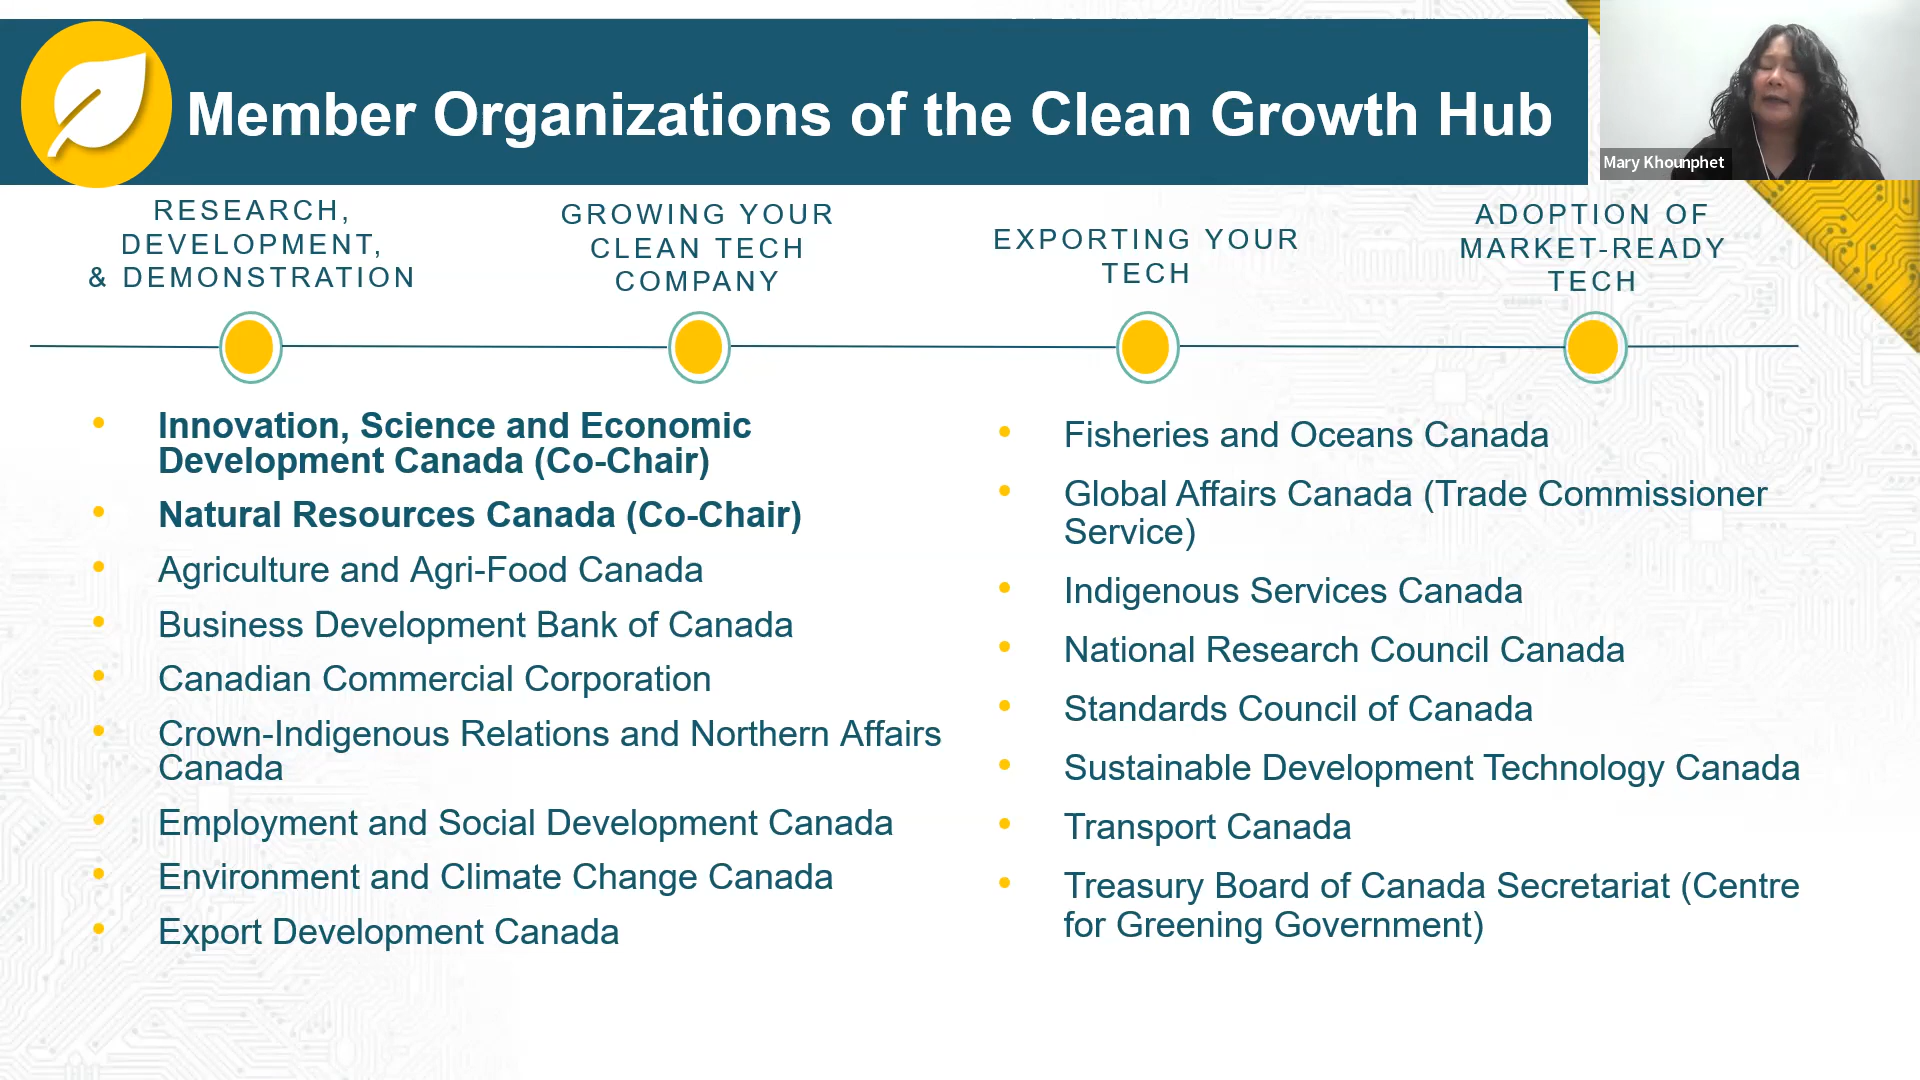 Member Organizations of the Clean Growth Hub
Mary Khounphet
RESEARCH,
DEVELOPMENT,
& DEMONSTRATION
GROWING YOUR
CLEAN TECH
COMPANY
EXPORTING YOUR
TECH
ADOPTION OF
MARKET-READY
TECH
• Innovation, Science and Economic
Development Canada (Co-Chair)
• Natural Resources Canada (Co-Chair)
• Agriculture and Agri-Food Canada
• Business Development Bank of Canada
• Canadian Commercial Corporation
• Crown-Indigenous Relations and Northern Affairs
Canada
• Employment and Social Development Canada
• Environment and Climate Change Canada
• Export Development Canada
• Fisheries and Oceans Canada
• Global Affairs Canada (Trade Commissioner
Service)
• Indigenous Services Canada
• National Research Council Canada
• Standards Council of Canada
• Sustainable Development Technology Canada
• Transport Canada
• Treasury Board of Canada Secretariat (Centre
for Greening Government)